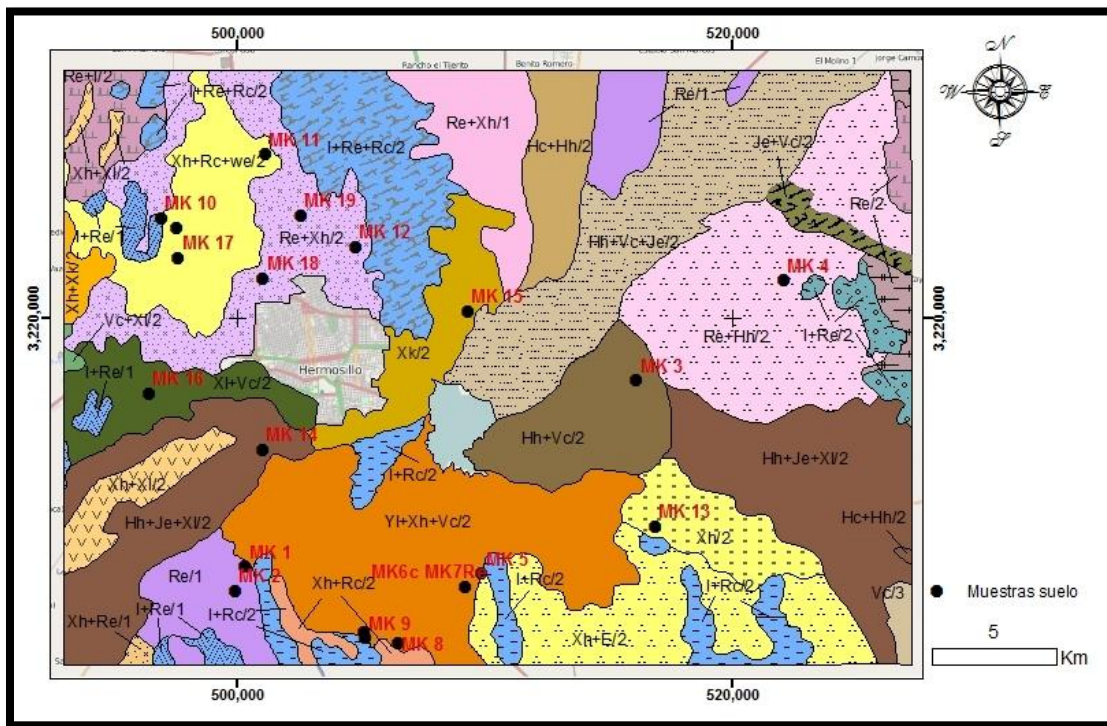 500,000
520,000
Rancho el Tijerito
Benito Romero
El Molino 1
N
W
E
S
Re+I/2
I+Re+Rc/2
Re+Xh/1
Hc+Hh/2
Re/1
Je+Vc/2
MK 11
I+Re+Rc/2
Xh+Rc+we/2
Xh+Xl/2
MK 10
MK 19
Re/2
I+Re/1
MK 17
Re+Xh/2
MK 12
Hh+Vc+Je/2
MK 18
MK 4
Xh+Xk/2
MK 15
Vc+Xl/2
3,220,000
3,220,000
Re+Hh/2
I+Re/2
Xk/2
Hermosillo
I+Re/1
MK 16
Xl+Vc/2
MK 3
MK 14
Hh+Vc/2
Hh+Je+Xl/2
Xh+Xl/2
I+Rc/2
Hh+Je+Xl/2
Yl+Xh+Vc/2
MK 13
Hc+Hh/2
Xh/2
MK 1
Re/1
MK 2
MK6c MK7R
MK 5
I+Rc/2
Xh+Rc/2
I+Rc/2
I+Re/1
I+Rc/2
Vc/3
Xh+Re/1
MK 9
MK 8
Xh+E/2
Muestras suelo
5
Km
500,000
520,000